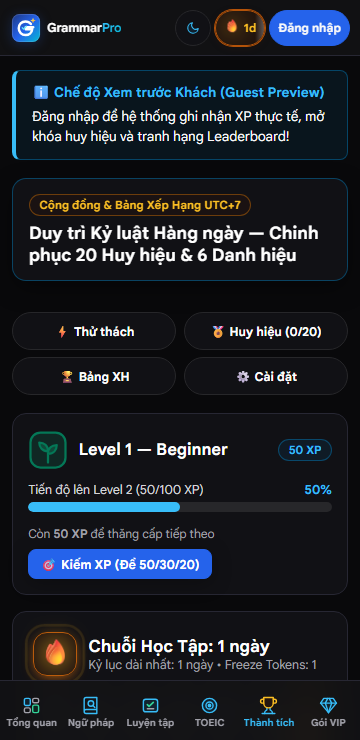 GrammarPro
1d
Đăng nhập
Chế độ Xem trước Khách (Guest Preview)
Đăng nhập để hệ thống ghi nhận XP thực tế, mở
khóa huy hiệu và tranh hạng Leaderboard!
Cộng đồng & Bảng Xếp Hạng UTC+7
Duy trì Kỷ luật Hàng ngày — Chinh
phục 20 Huy hiệu & 6 Danh hiệu
Thử thách
Huy hiệu (0/20)
Bảng XH
Cài đặt
Level 1 — Beginner
50 XP
Tiến độ lên Level 2 (50/100 XP)
50%
Còn 50 XP để thăng cấp tiếp theo
Kiếm XP (Đề 50/30/20)
Chuỗi Học Tập: 1 ngày
Kỷ lục dài nhất: 1 ngày • Freeze Tokens: 1
Tổng quan
Ngữ pháp
Luyện tập
TOEIC
Thành tích
Gói VIP